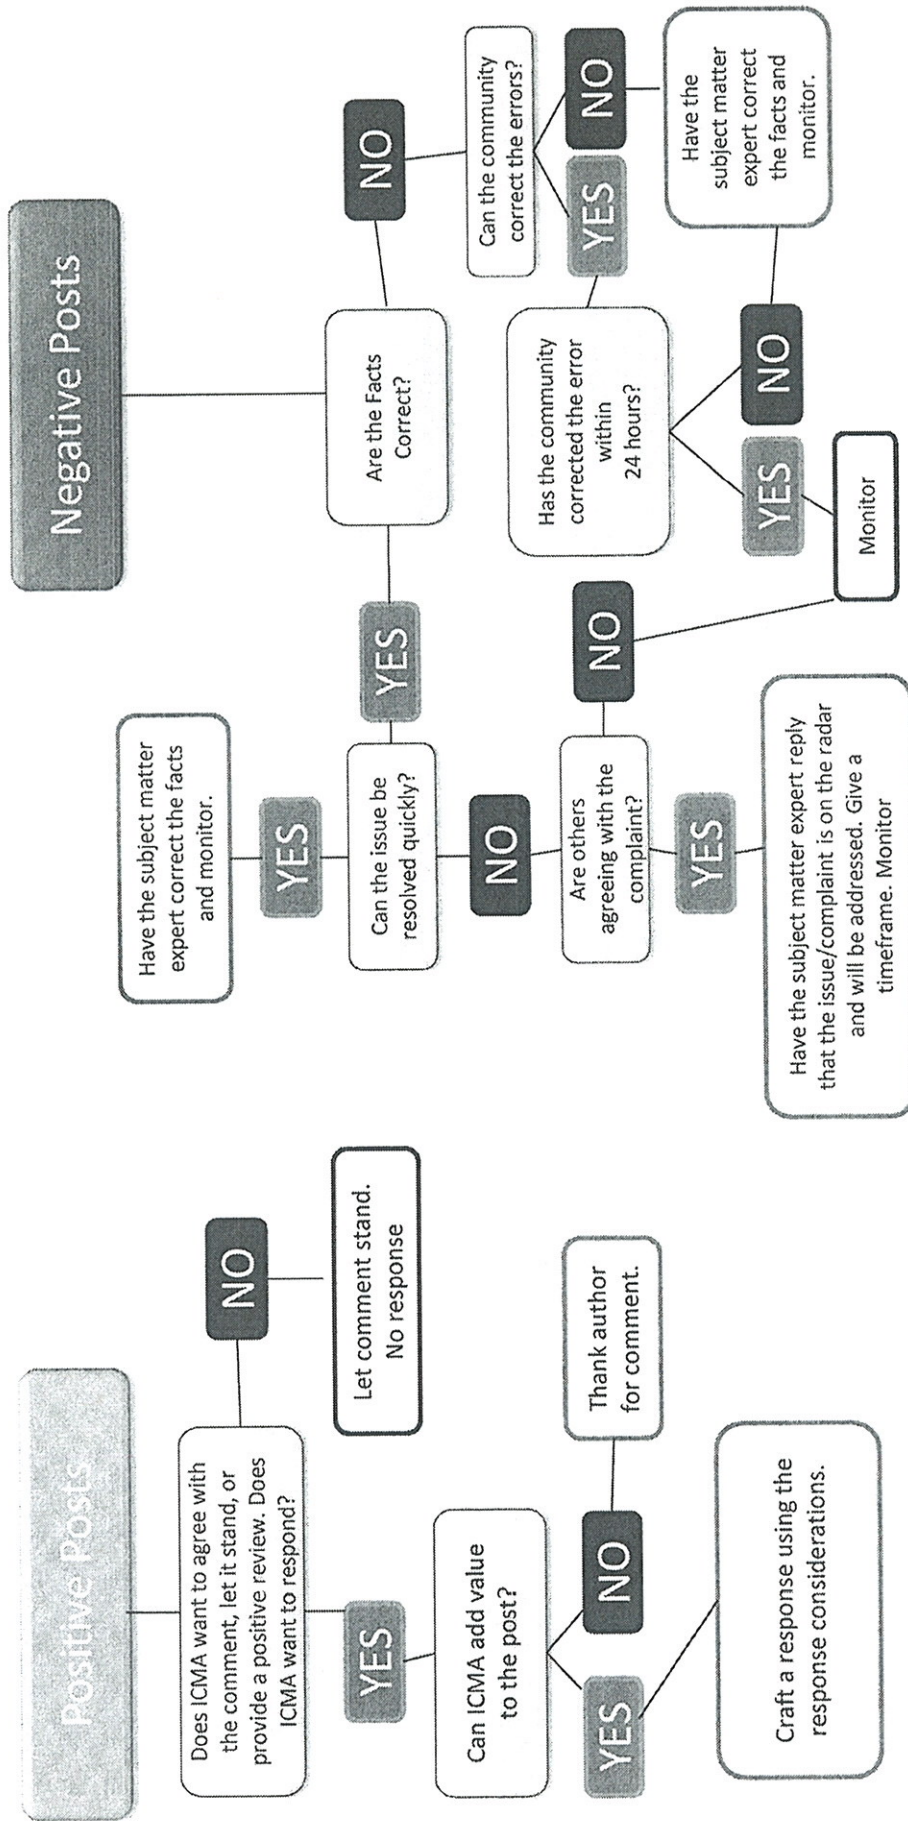 Positive Posts
Does ICMA want to agree with
the comment, let it stand, or
provide a positive review. Does
ICMA want to respond?
NO
Let comment stand.
No response
YES
Can ICMA add value
to the post?
NO
Thank author
for comment.
YES
Craft a response using the
response considerations.
Negative Posts
Are the Facts
Correct?
YES
Can the issue be
resolved quickly?
YES
Have the subject matter
expert correct the facts
and monitor.
NO
Are others
agreeing with the
complaint?
YES
Have the subject matter expert reply
that the issue/complaint is on the radar
and will be addressed. Give a
timeframe. Monitor
NO
Monitor
NO
Can the community
correct the errors?
YES
Has the community
corrected the error
within
24 hours?
YES
NO
NO
Have the
subject matter
expert correct
the facts and
monitor.